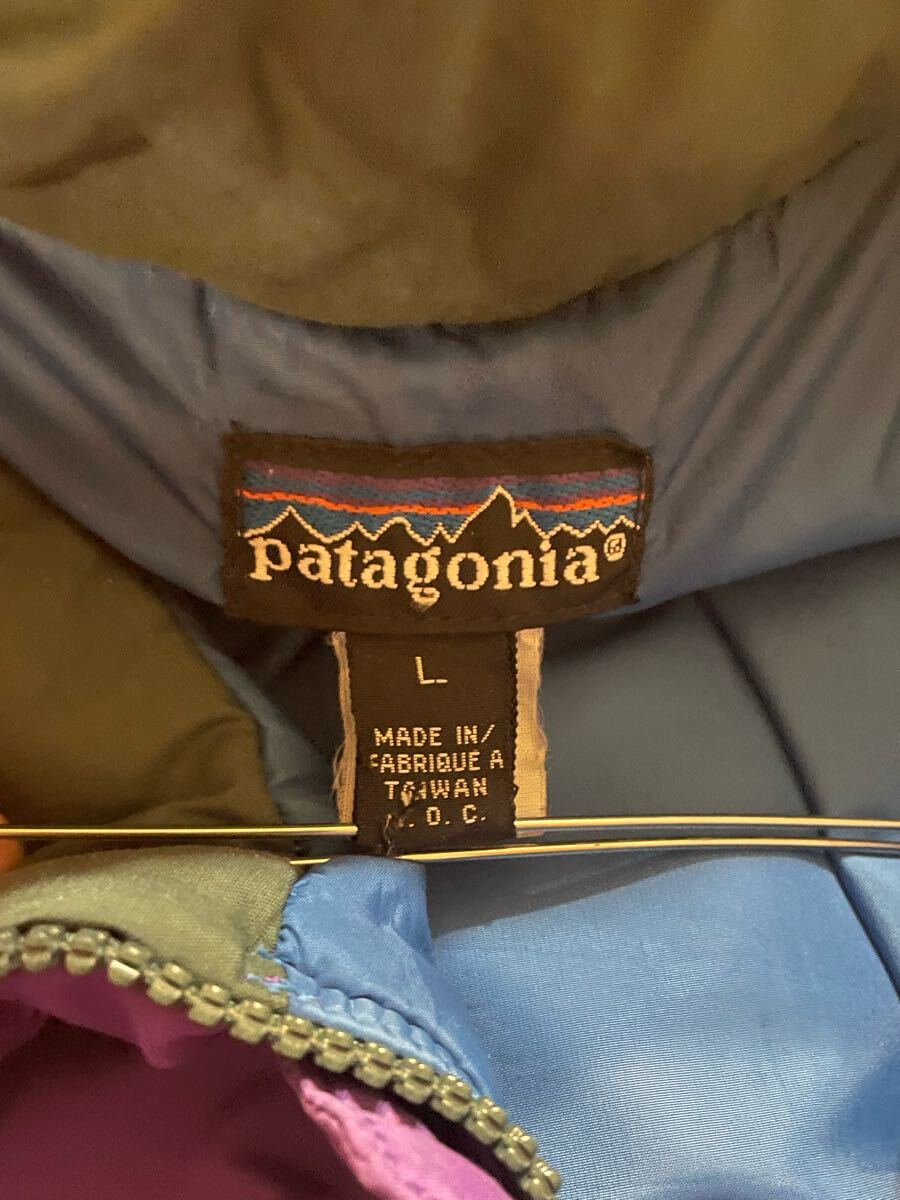 patagonia®
L
MADE IN/
FABRIQUE A
TAIWAN
R. O. C.